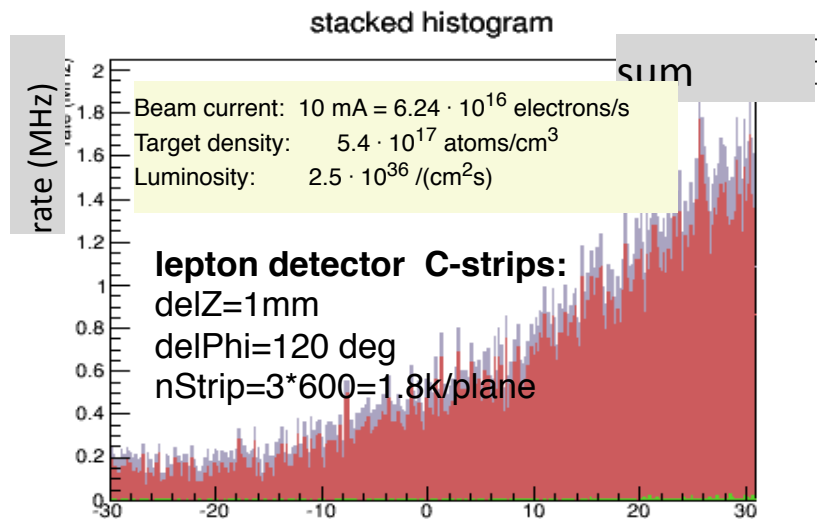 stacked histogram
sum
rate (MHz)
2
1.8
1.6
1.4
1.2
1
0.8
0.6
0.4
0.2
0
Beam current: 10 mA = 6.24 · 10^16 electrons/s
Target density: 5.4 · 10^17 atoms/cm^3
Luminosity: 2.5 · 10^36 /(cm^2s)
lepton detector C-strips:
delZ=1mm
delPhi=120 deg
nStrip=3*600=1.8k/plane
-30 -20 -10 0 10 20 30